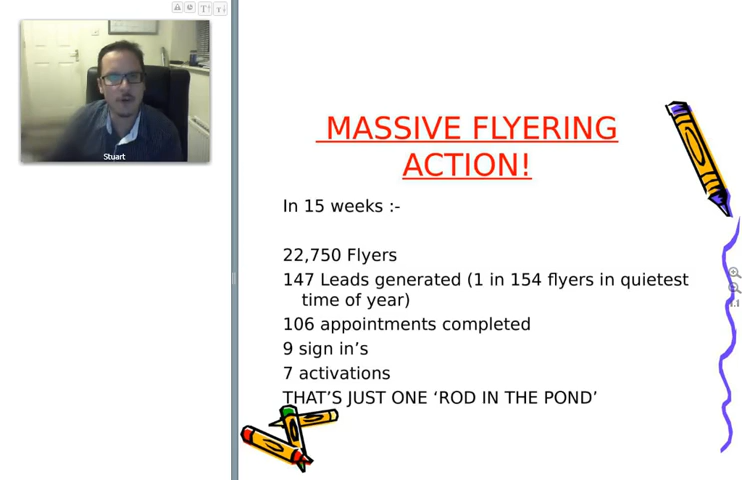 Stuart
MASSIVE FLYERING
ACTION!
In 15 weeks :-
22,750 Flyers
147 Leads generated (1 in 154 flyers in quietest
time of year)
106 appointments completed
9 sign in’s
7 activations
THAT’S JUST ONE ‘ROD IN THE POND’